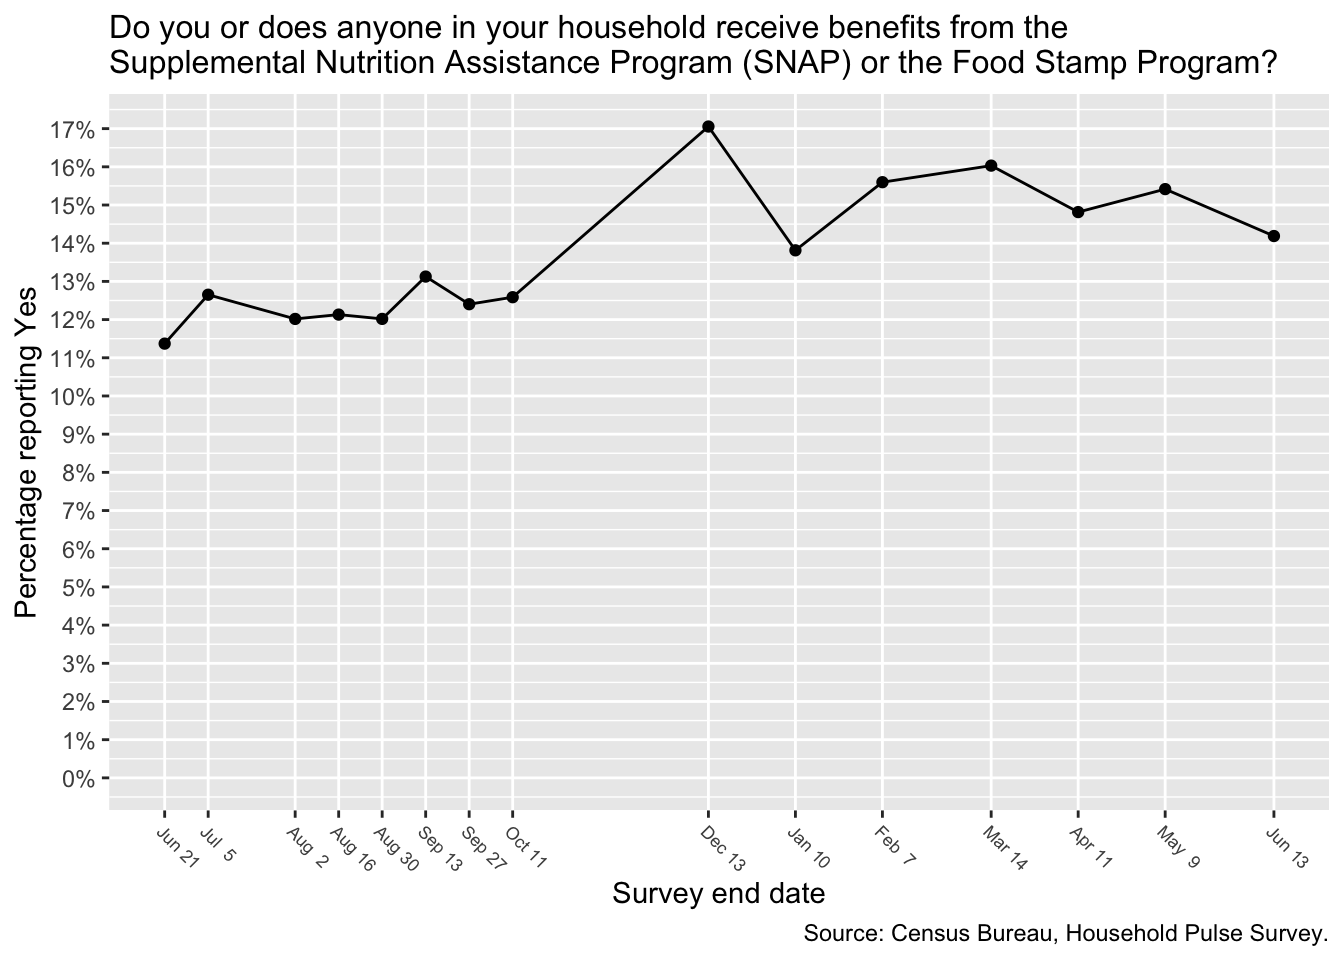 Do you or does anyone in your household receive benefits from the
Supplemental Nutrition Assistance Program (SNAP) or the Food Stamp Program?
Percentage reporting Yes
17%
16%
15%
14%
13%
12%
11%
10%
9%
8%
7%
6%
5%
4%
3%
2%
1%
0%
Jun 21
Jul 5
Aug 2
Aug 16
Aug 30
Sep 13
Sep 27
Oct 11
Dec 13
Jan 10
Feb 7
Mar 14
Apr 11
May 9
Jun 13
Survey end date
Source: Census Bureau, Household Pulse Survey.